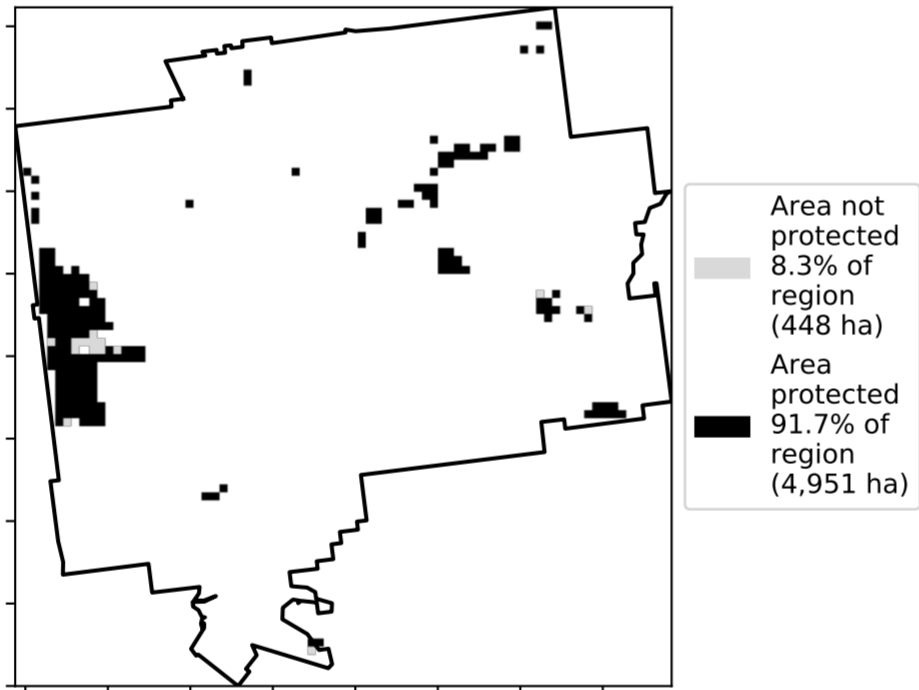 Area not
protected
8.3% of
region
(448 ha)
Area
protected
91.7% of
region
(4,951 ha)